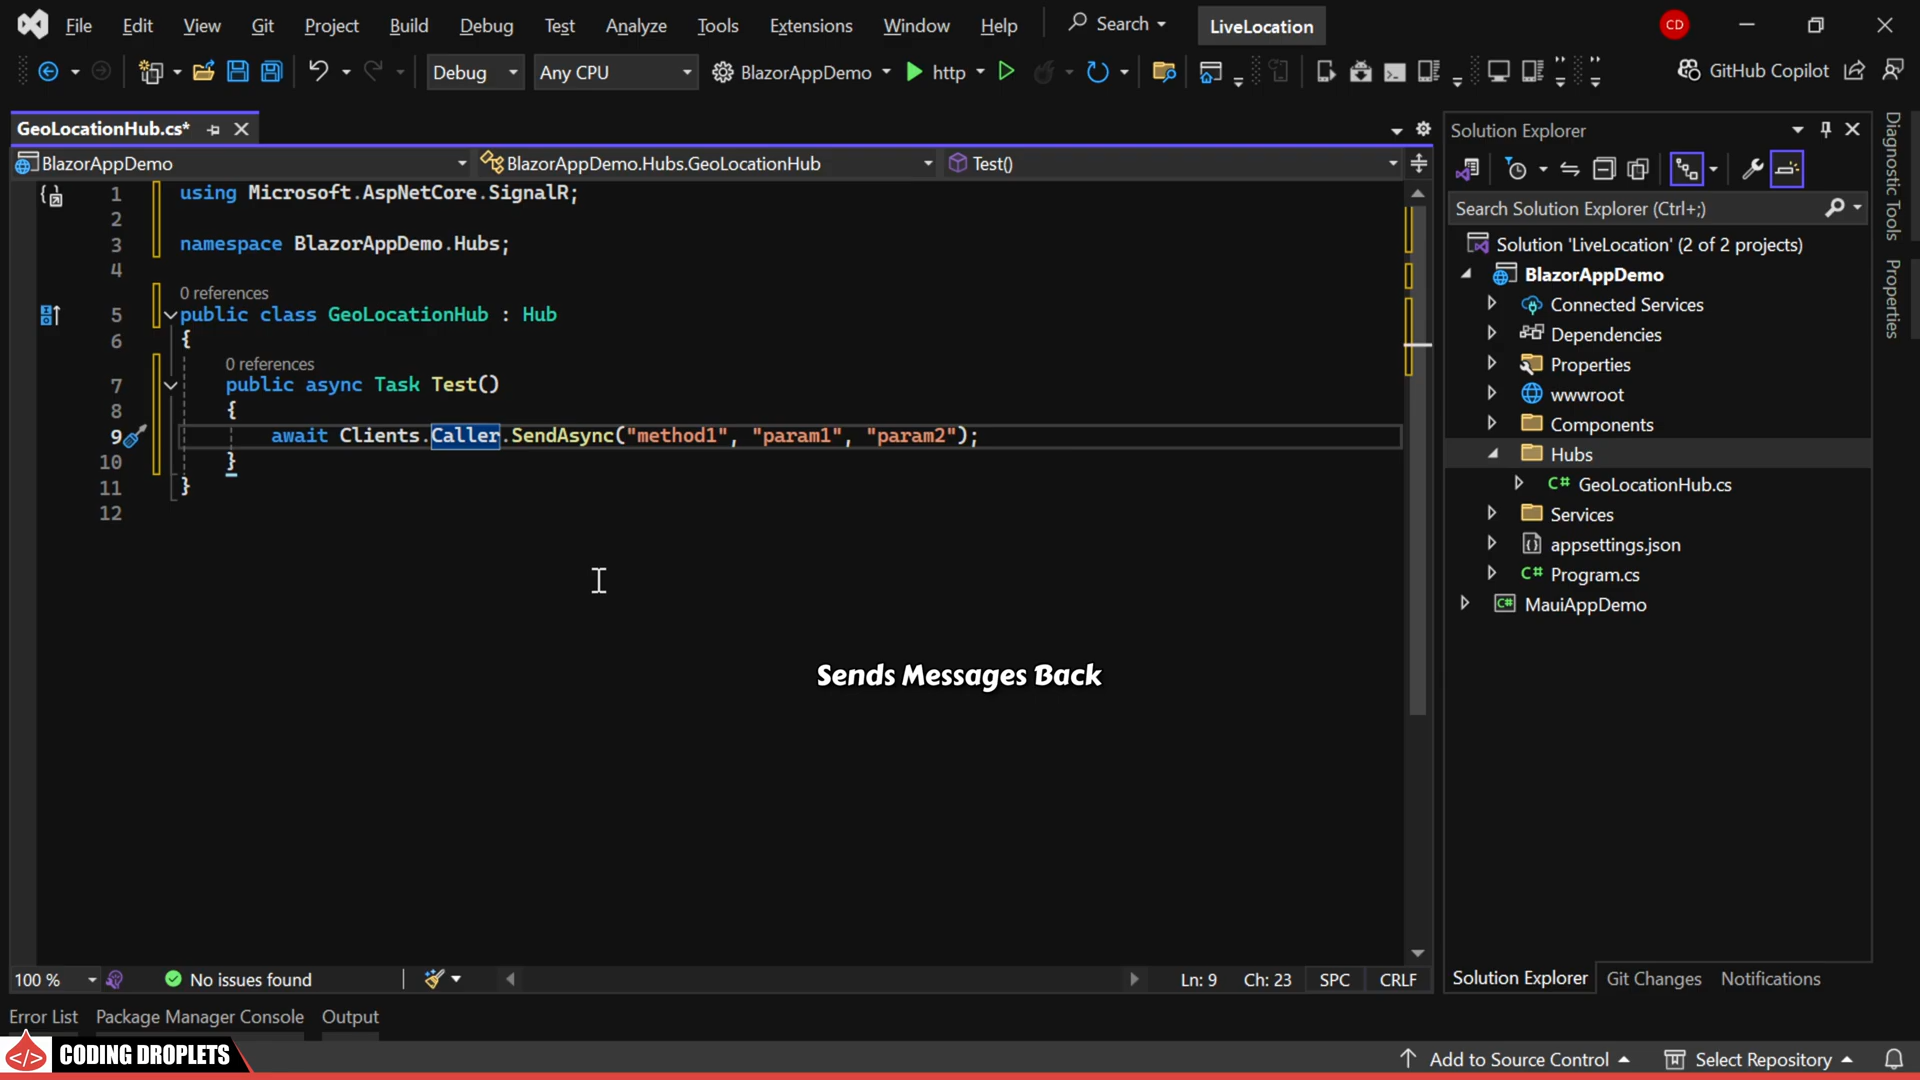 File Edit View Git Project Build Debug Test Analyze Tools Extensions Window Help Search LiveLocation CD
Debug Any CPU BlazorAppDemo http GitHub Copilot
GeoLocationHub.cs*
BlazorAppDemo BlazorAppDemo.Hubs.GeoLocationHub Test()
1 using Microsoft.AspNetCore.SignalR;
2
3 namespace BlazorAppDemo.Hubs;
4
0 references
5 public class GeoLocationHub : Hub
6 {
0 references
7 public async Task Test()
8 {
9 await Clients.Caller.SendAsync("method1", "param1", "param2");
10 }
11 }
12
Sends Messages Back
100 % No issues found Ln: 9 Ch: 23 SPC CRLF
Solution Explorer
Search Solution Explorer (Ctrl+;)
Solution 'LiveLocation' (2 of 2 projects)
BlazorAppDemo
Connected Services
Dependencies
Properties
wwwroot
Components
Hubs
C# GeoLocationHub.cs
Services
appsettings.json
C# Program.cs
C# MauiAppDemo
Solution Explorer Git Changes Notifications
Diagnostic Tools
Properties
Error List Package Manager Console Output
</> CODING DROPLETS
Add to Source Control Select Repository